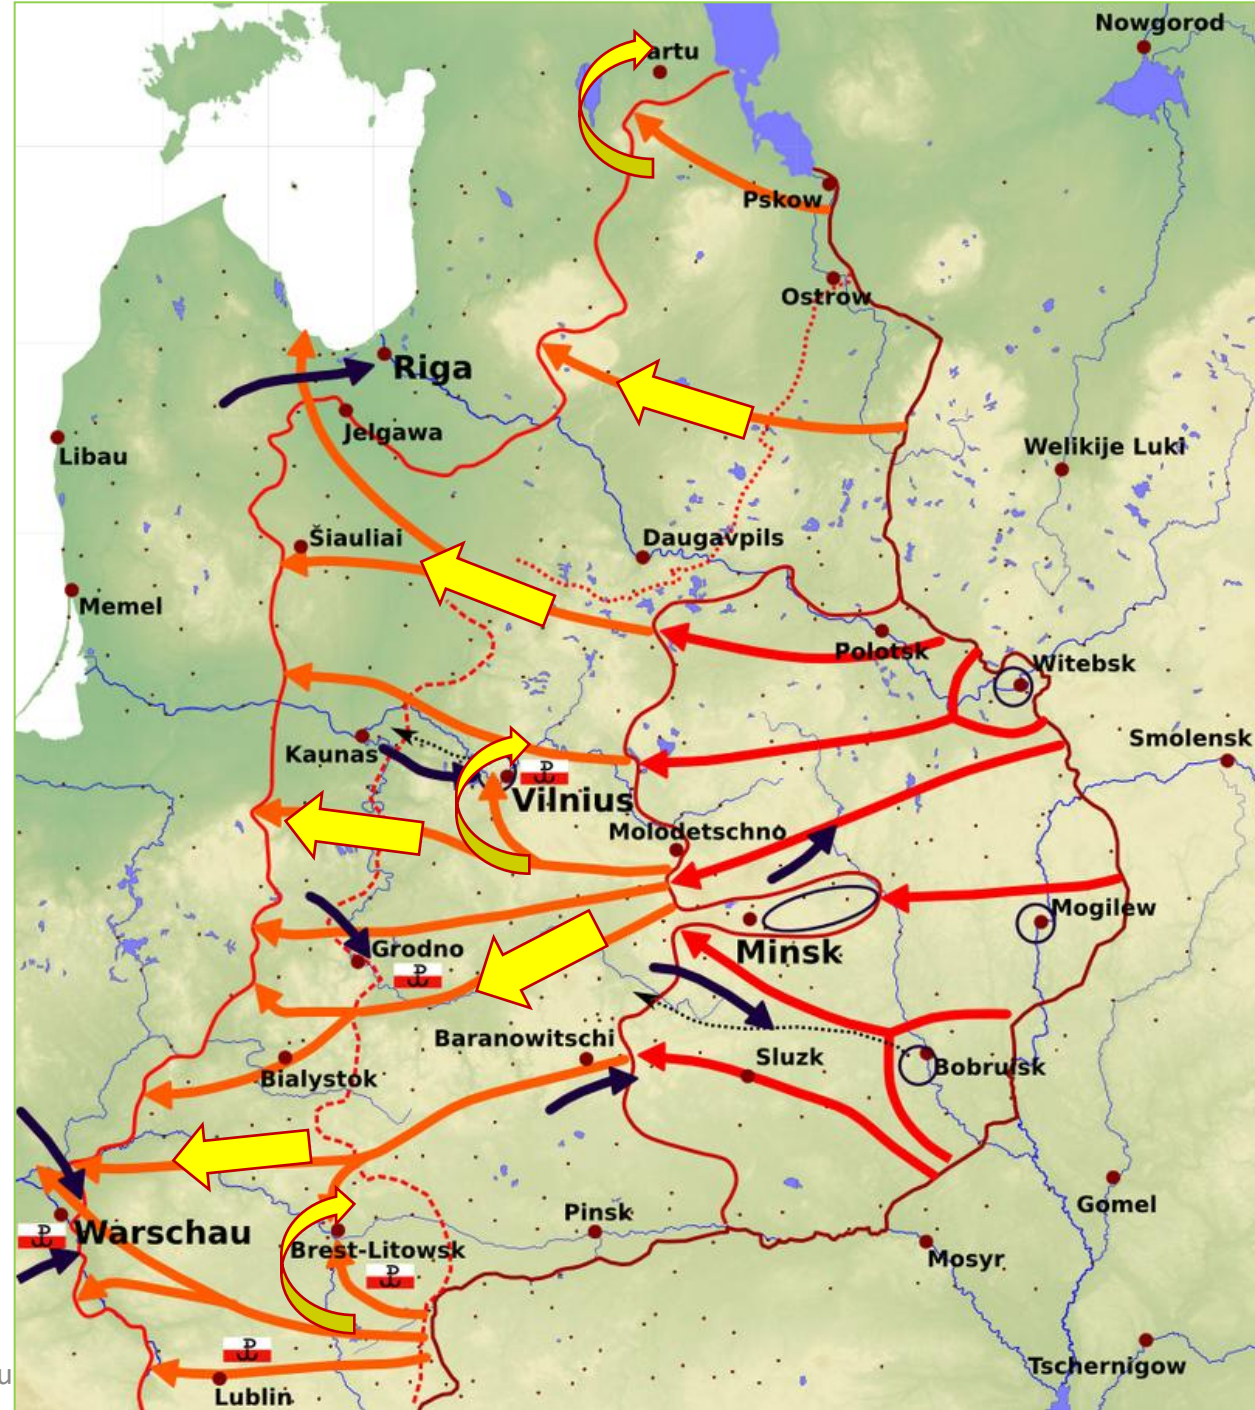 Nowgorod
artu
Pskow
Ostrow
Riga
Jelgawa
Libau
Welikije Luki
Šiauliai
Daugavpils
Memel
Polotsk
Witebsk
Kaunas
Smolensk
Vilnius
Molodetschno
Mogilew
Minsk
Grodno
Baranowitschi
Sluzk
Bobruisk
Bialystok
Gomel
Pinsk
Warschau
Brest-Litowsk
Mosyr
Tschernigow
u
Lublin